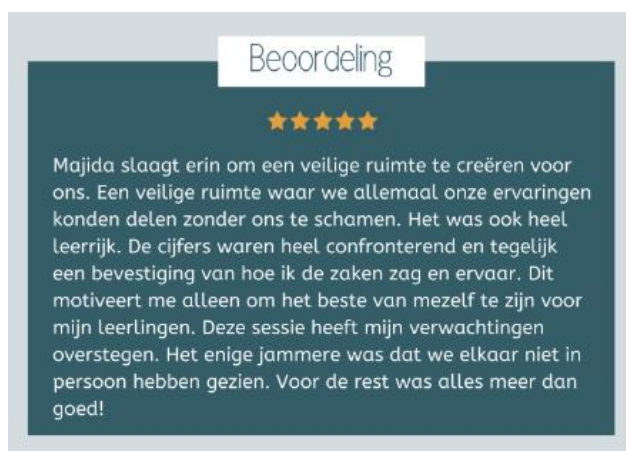 Beoordeling
Majida slaagt erin om een veilige ruimte te creëren voor
ons. Een veilige ruimte waar we allemaal onze ervaringen
konden delen zonder ons te schamen. Het was ook heel
leerrijk. De cijfers waren heel confronterend en tegelijk
een bevestiging van hoe ik de zaken zag en ervaar. Dit
motiveert me alleen om het beste van mezelf te zijn voor
mijn leerlingen. Deze sessie heeft mijn verwachtingen
overstegen. Het enige jammere was dat we elkaar niet in
persoon hebben gezien. Voor de rest was alles meer dan
goed!